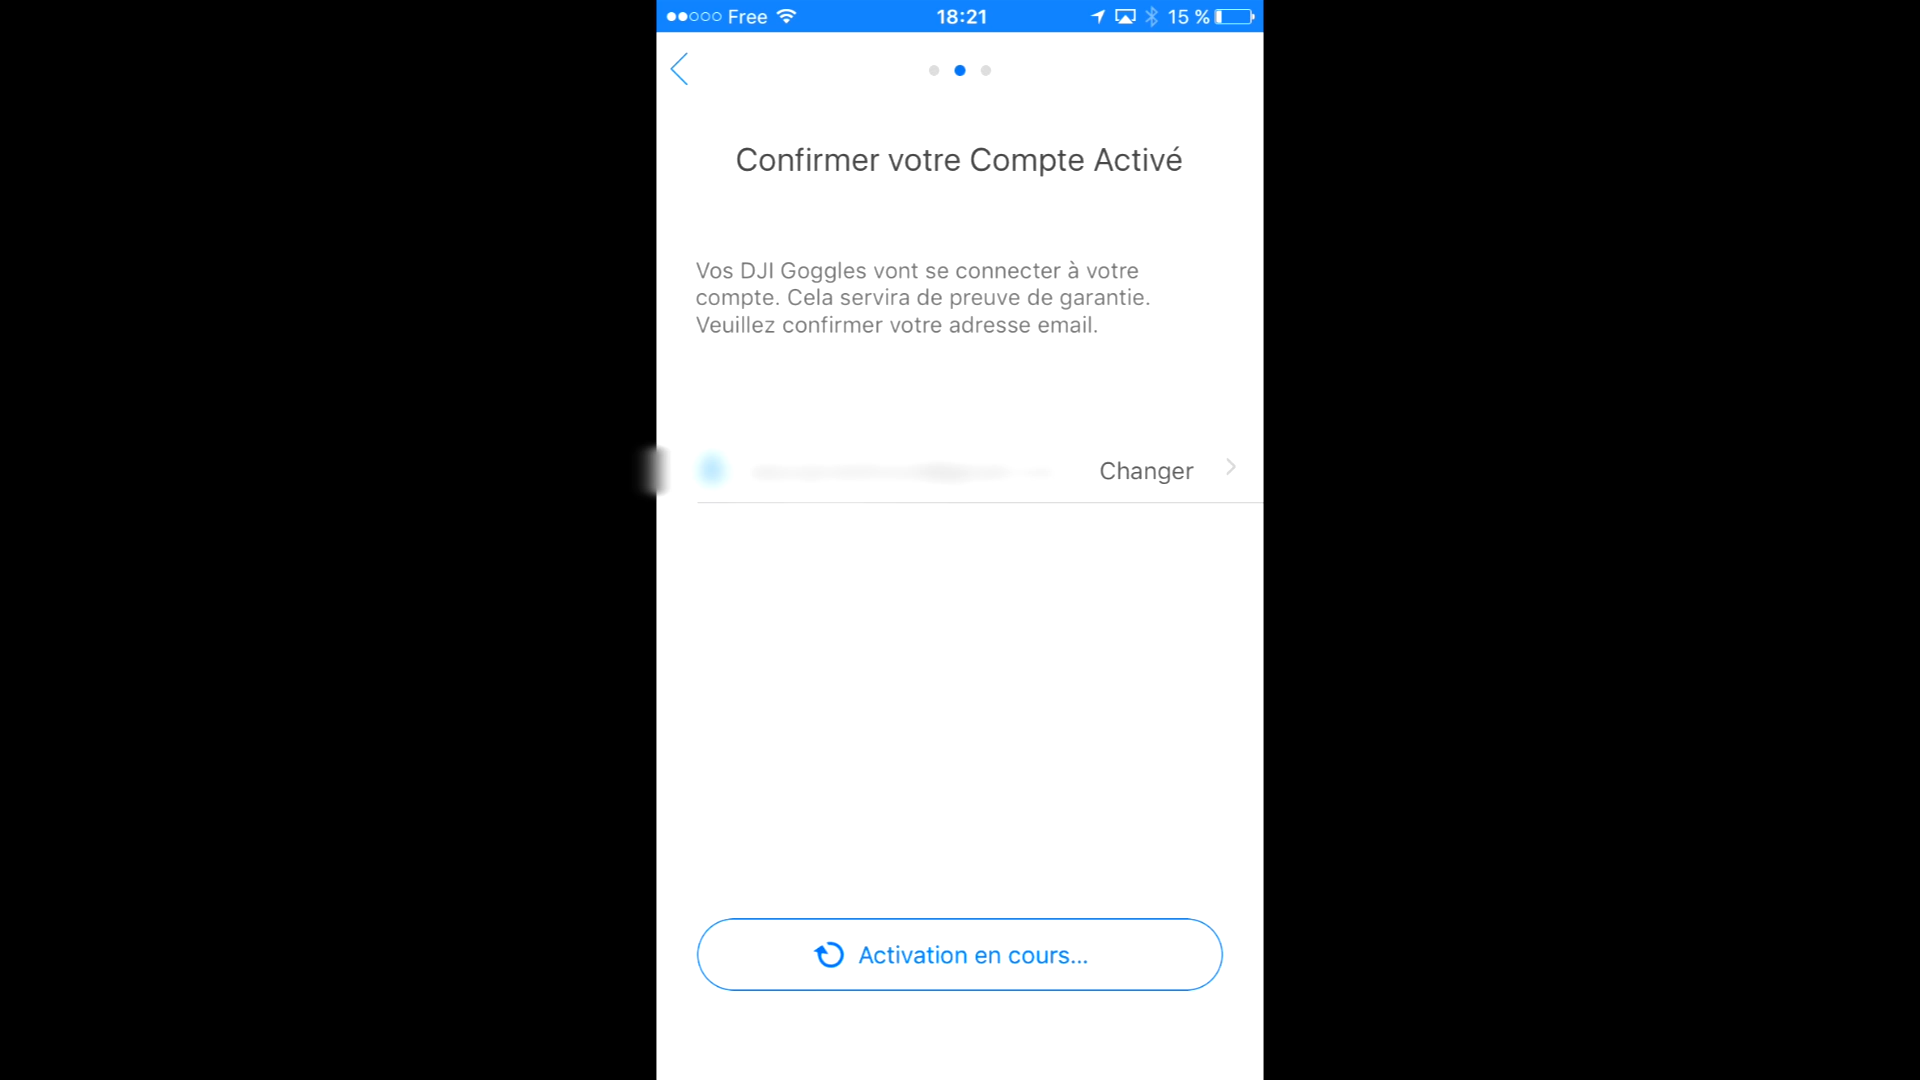 Free 18:21 15 %
Confirmer votre Compte Activé
Vos DJI Goggles vont se connecter à votre
compte. Cela servira de preuve de garantie.
Veuillez confirmer votre adresse email.
Changer
Activation en cours...